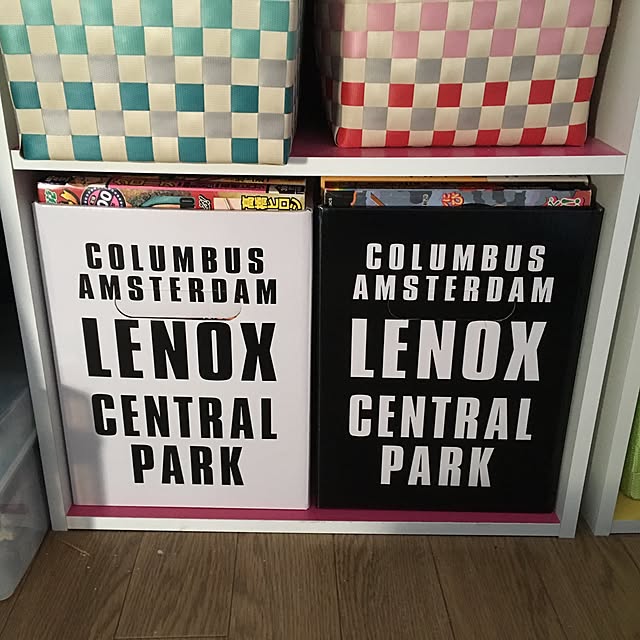 COLUMBUS
AMSTERDAM
LENOX
CENTRAL
PARK
COLUMBUS
AMSTERDAM
LENOX
CENTRAL
PARK